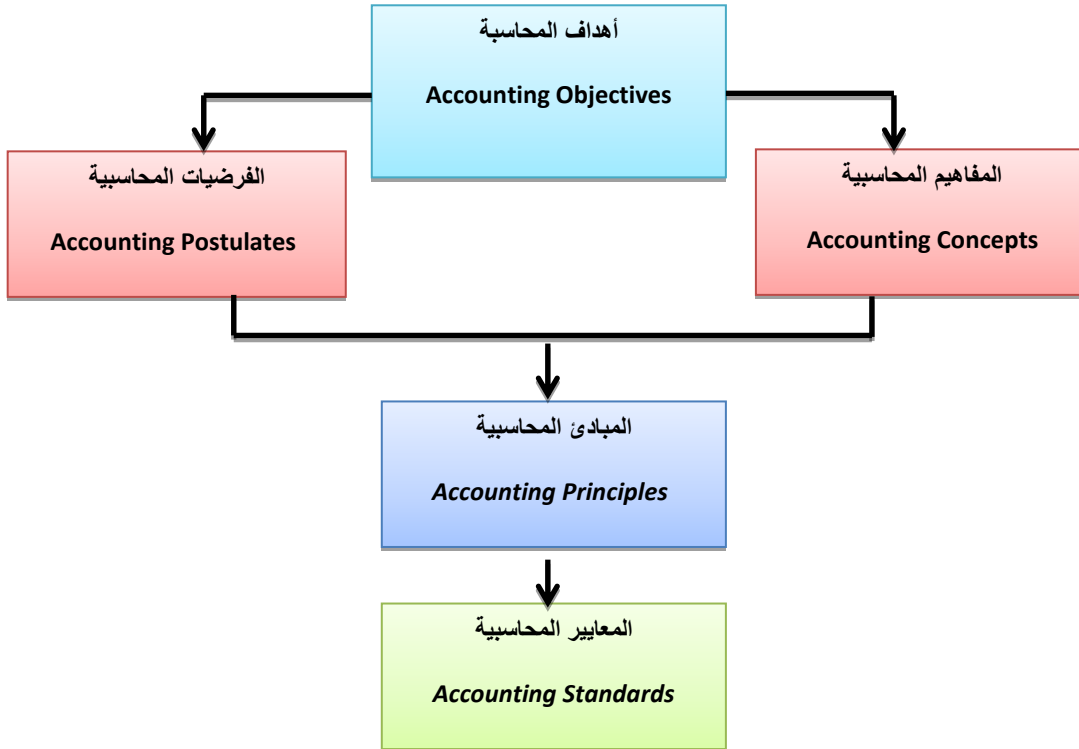 أهداف المحاسبة
Accounting Objectives
المفاهيم المحاسبية
Accounting Concepts
الفرضيات المحاسبية
Accounting Postulates
المبادئ المحاسبية
Accounting Principles
المعايير المحاسبية
Accounting Standards